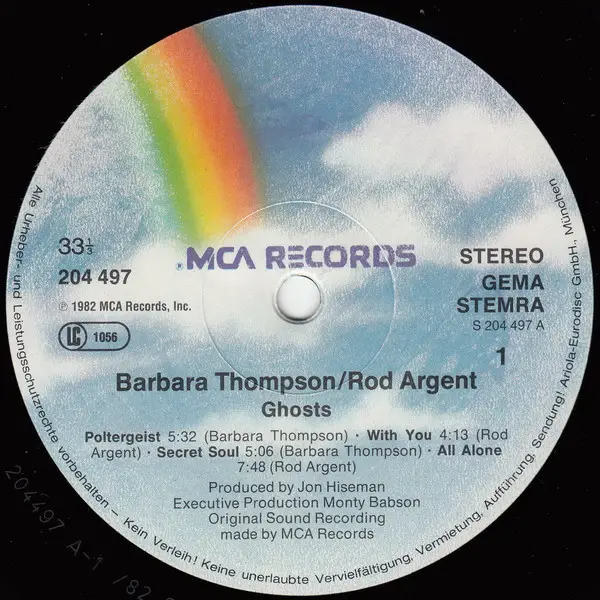 MCA RECORDS
33⅓
204 497
℗ 1982 MCA Records, Inc.
LC 1056
STEREO
GEMA
STEMRA
S 204 497 A
1
Barbara Thompson/Rod Argent
Ghosts
Poltergeist 5:32 (Barbara Thompson) · With You 4:13 (Rod
Argent) · Secret Soul 5:06 (Barbara Thompson) · All Alone
7:48 (Rod Argent)
Produced by Jon Hiseman
Executive Production Monty Babson
Original Sound Recording
made by MCA Records
Alle Urheber- und Leistungsschutzrechte vorbehalten – Kein Verleih! Keine unerlaubte Vervielfältigung, Vermietung, Aufführung, Sendung! Ariola-Eurodisc GmbH., München
204497 A-1 /82